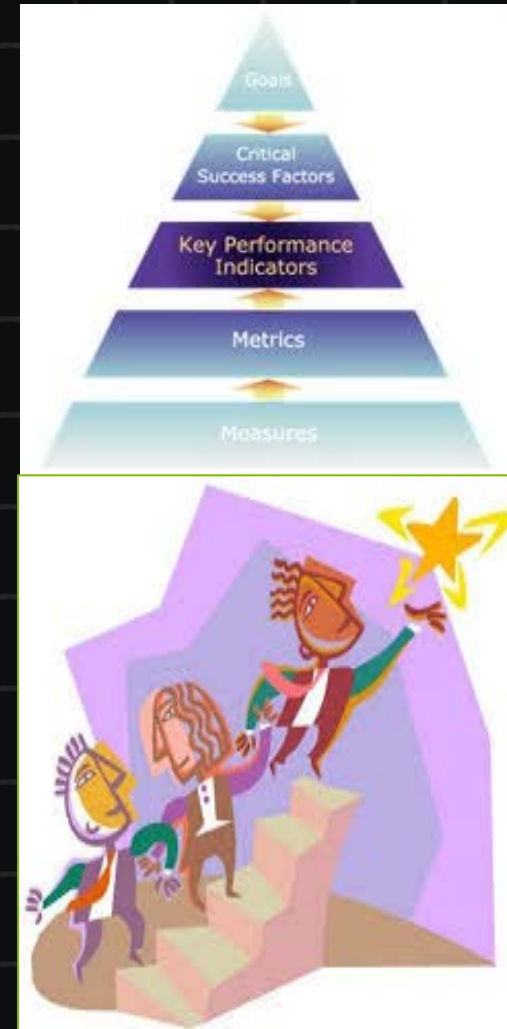 Goals
Critical
Success Factors
Key Performance
Indicators
Metrics
Measures